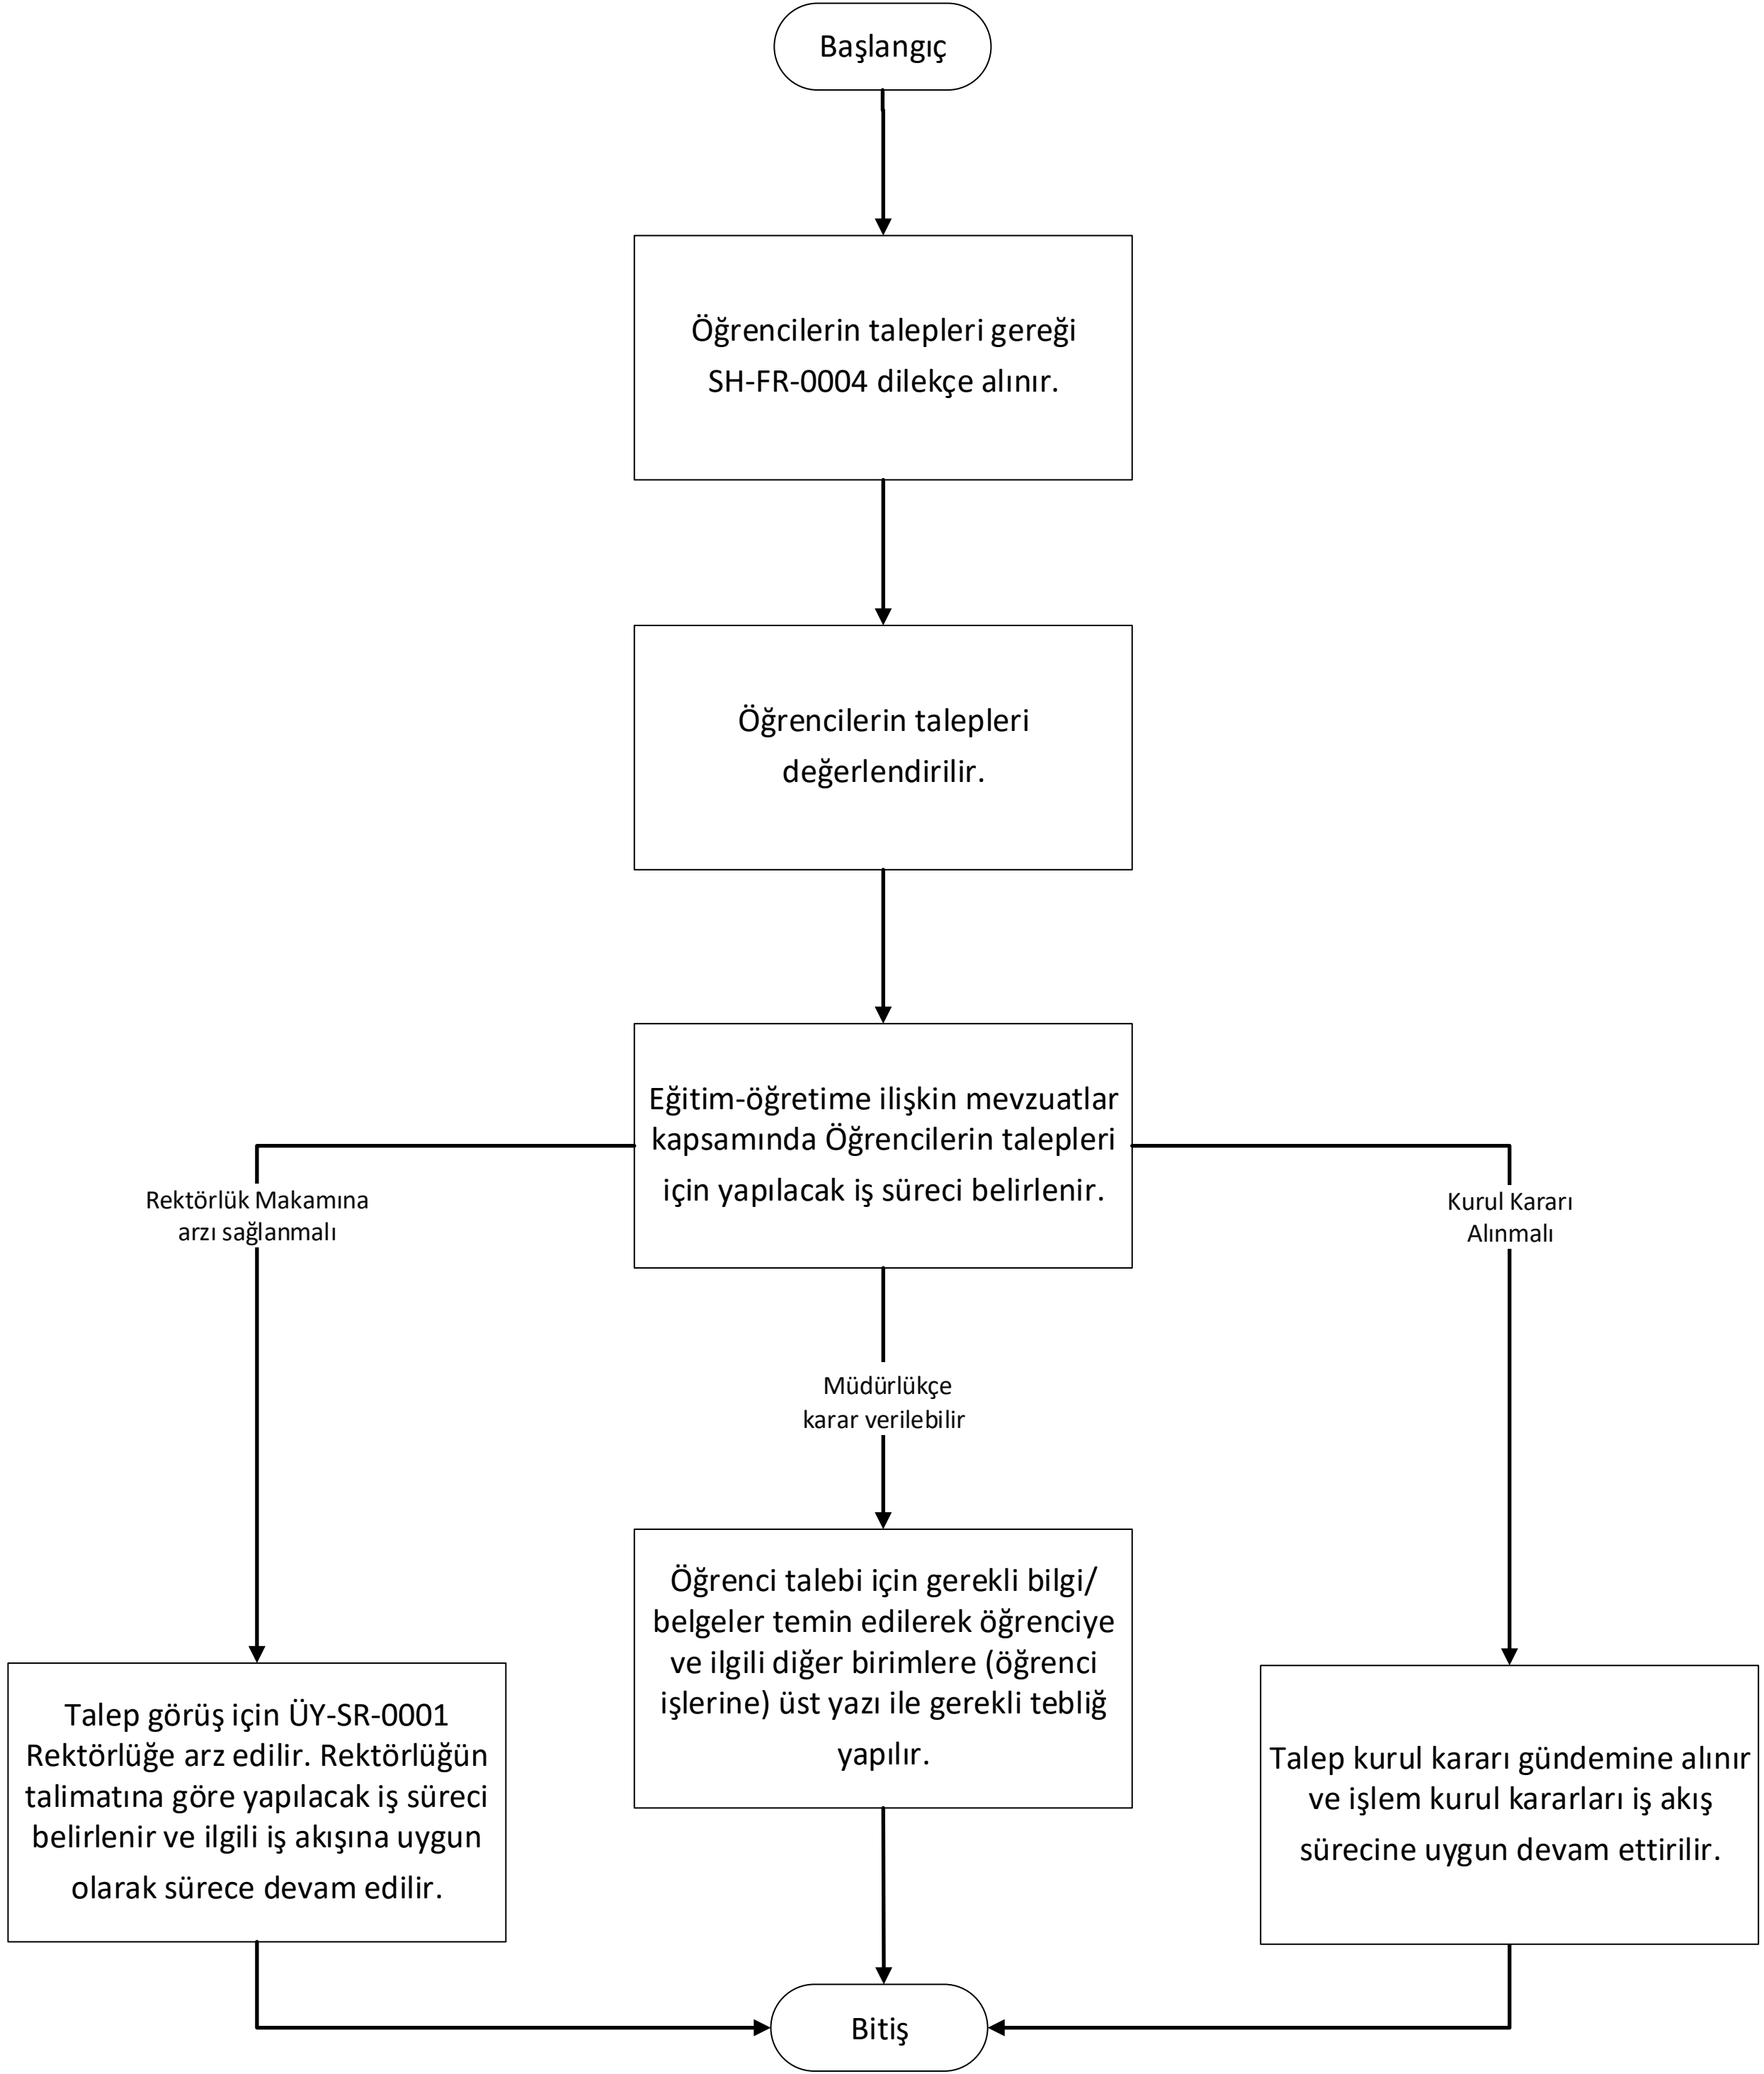 Başlangıç
Öğrencilerin talepleri gereği
SH-FR-0004 dilekçe alınır.
Öğrencilerin talepleri
değerlendirilir.
Eğitim-öğretime ilişkin mevzuatlar
kapsamında Öğrencilerin talepleri
için yapılacak iş süreci belirlenir.
Rektörlük Makamına
arzı sağlanmalı
Kurul Kararı
Alınmalı
Müdürlükçe
karar verilebilir
Öğrenci talebi için gerekli bilgi/
belgeler temin edilerek öğrenciye
ve ilgili diğer birimlere (öğrenci
işlerine) üst yazı ile gerekli tebliğ
yapılır.
Talep görüş için ÜY-SR-0001
Rektörlüğe arz edilir. Rektörlüğün
talimatına göre yapılacak iş süreci
belirlenir ve ilgili iş akışına uygun
olarak sürece devam edilir.
Talep kurul kararı gündemine alınır
ve işlem kurul kararları iş akış
sürecine uygun devam ettirilir.
Bitiş